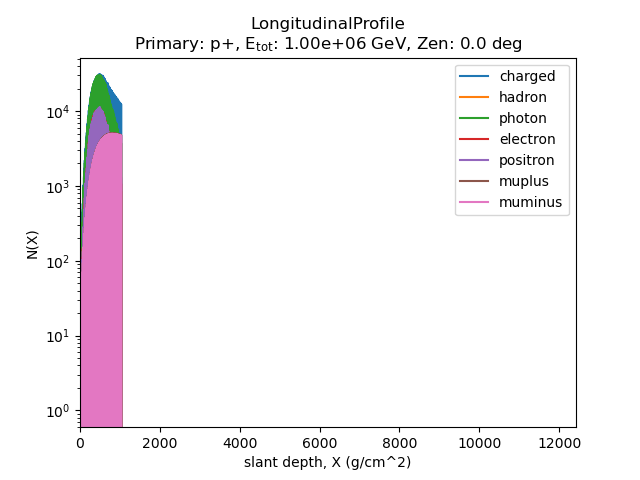 LongitudinalProfile
Primary: p+, E_tot: 1.00e+06 GeV, Zen: 0.0 deg
charged
hadron
photon
electron
positron
muplus
muminus
N(X)
10^4
10^3
10^2
10^1
10^0
0 2000 4000 6000 8000 10000 12000
slant depth, X (g/cm^2)